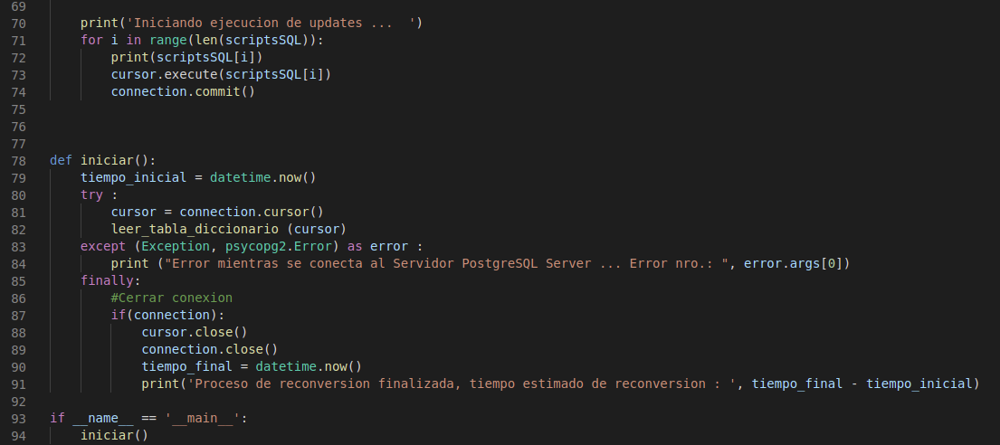 69
70 print('Iniciando ejecucion de updates ...  ')
71 for i in range(len(scriptsSQL)):
72 print(scriptsSQL[i])
73 cursor.execute(scriptsSQL[i])
74 connection.commit()
75
76
77
78 def iniciar():
79 tiempo_inicial = datetime.now()
80 try :
81 cursor = connection.cursor()
82 leer_tabla_diccionario (cursor)
83 except (Exception, psycopg2.Error) as error :
84 print ("Error mientras se conecta al Servidor PostgreSQL Server ... Error nro.: ", error.args[0])
85 finally:
86 #Cerrar conexion
87 if(connection):
88 cursor.close()
89 connection.close()
90 tiempo_final = datetime.now()
91 print('Proceso de reconversion finalizada, tiempo estimado de reconversion : ', tiempo_final - tiempo_inicial)
92
93 if __name__ == '__main__':
94 iniciar()